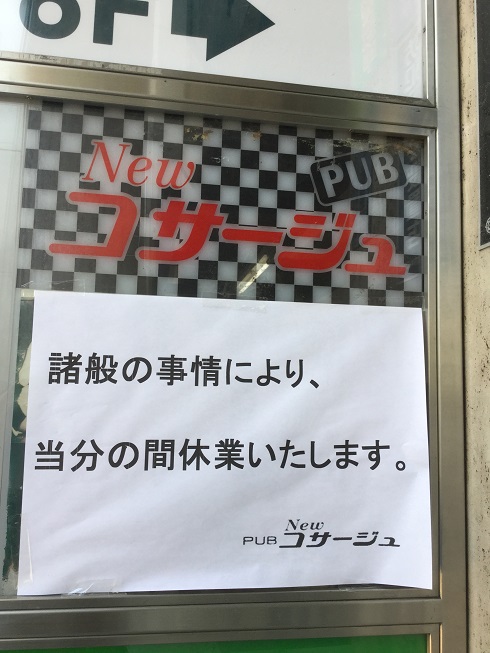 New
PUB
コサージュ
諸般の事情により、
当分の間休業いたします。
New
PUB コサージュ